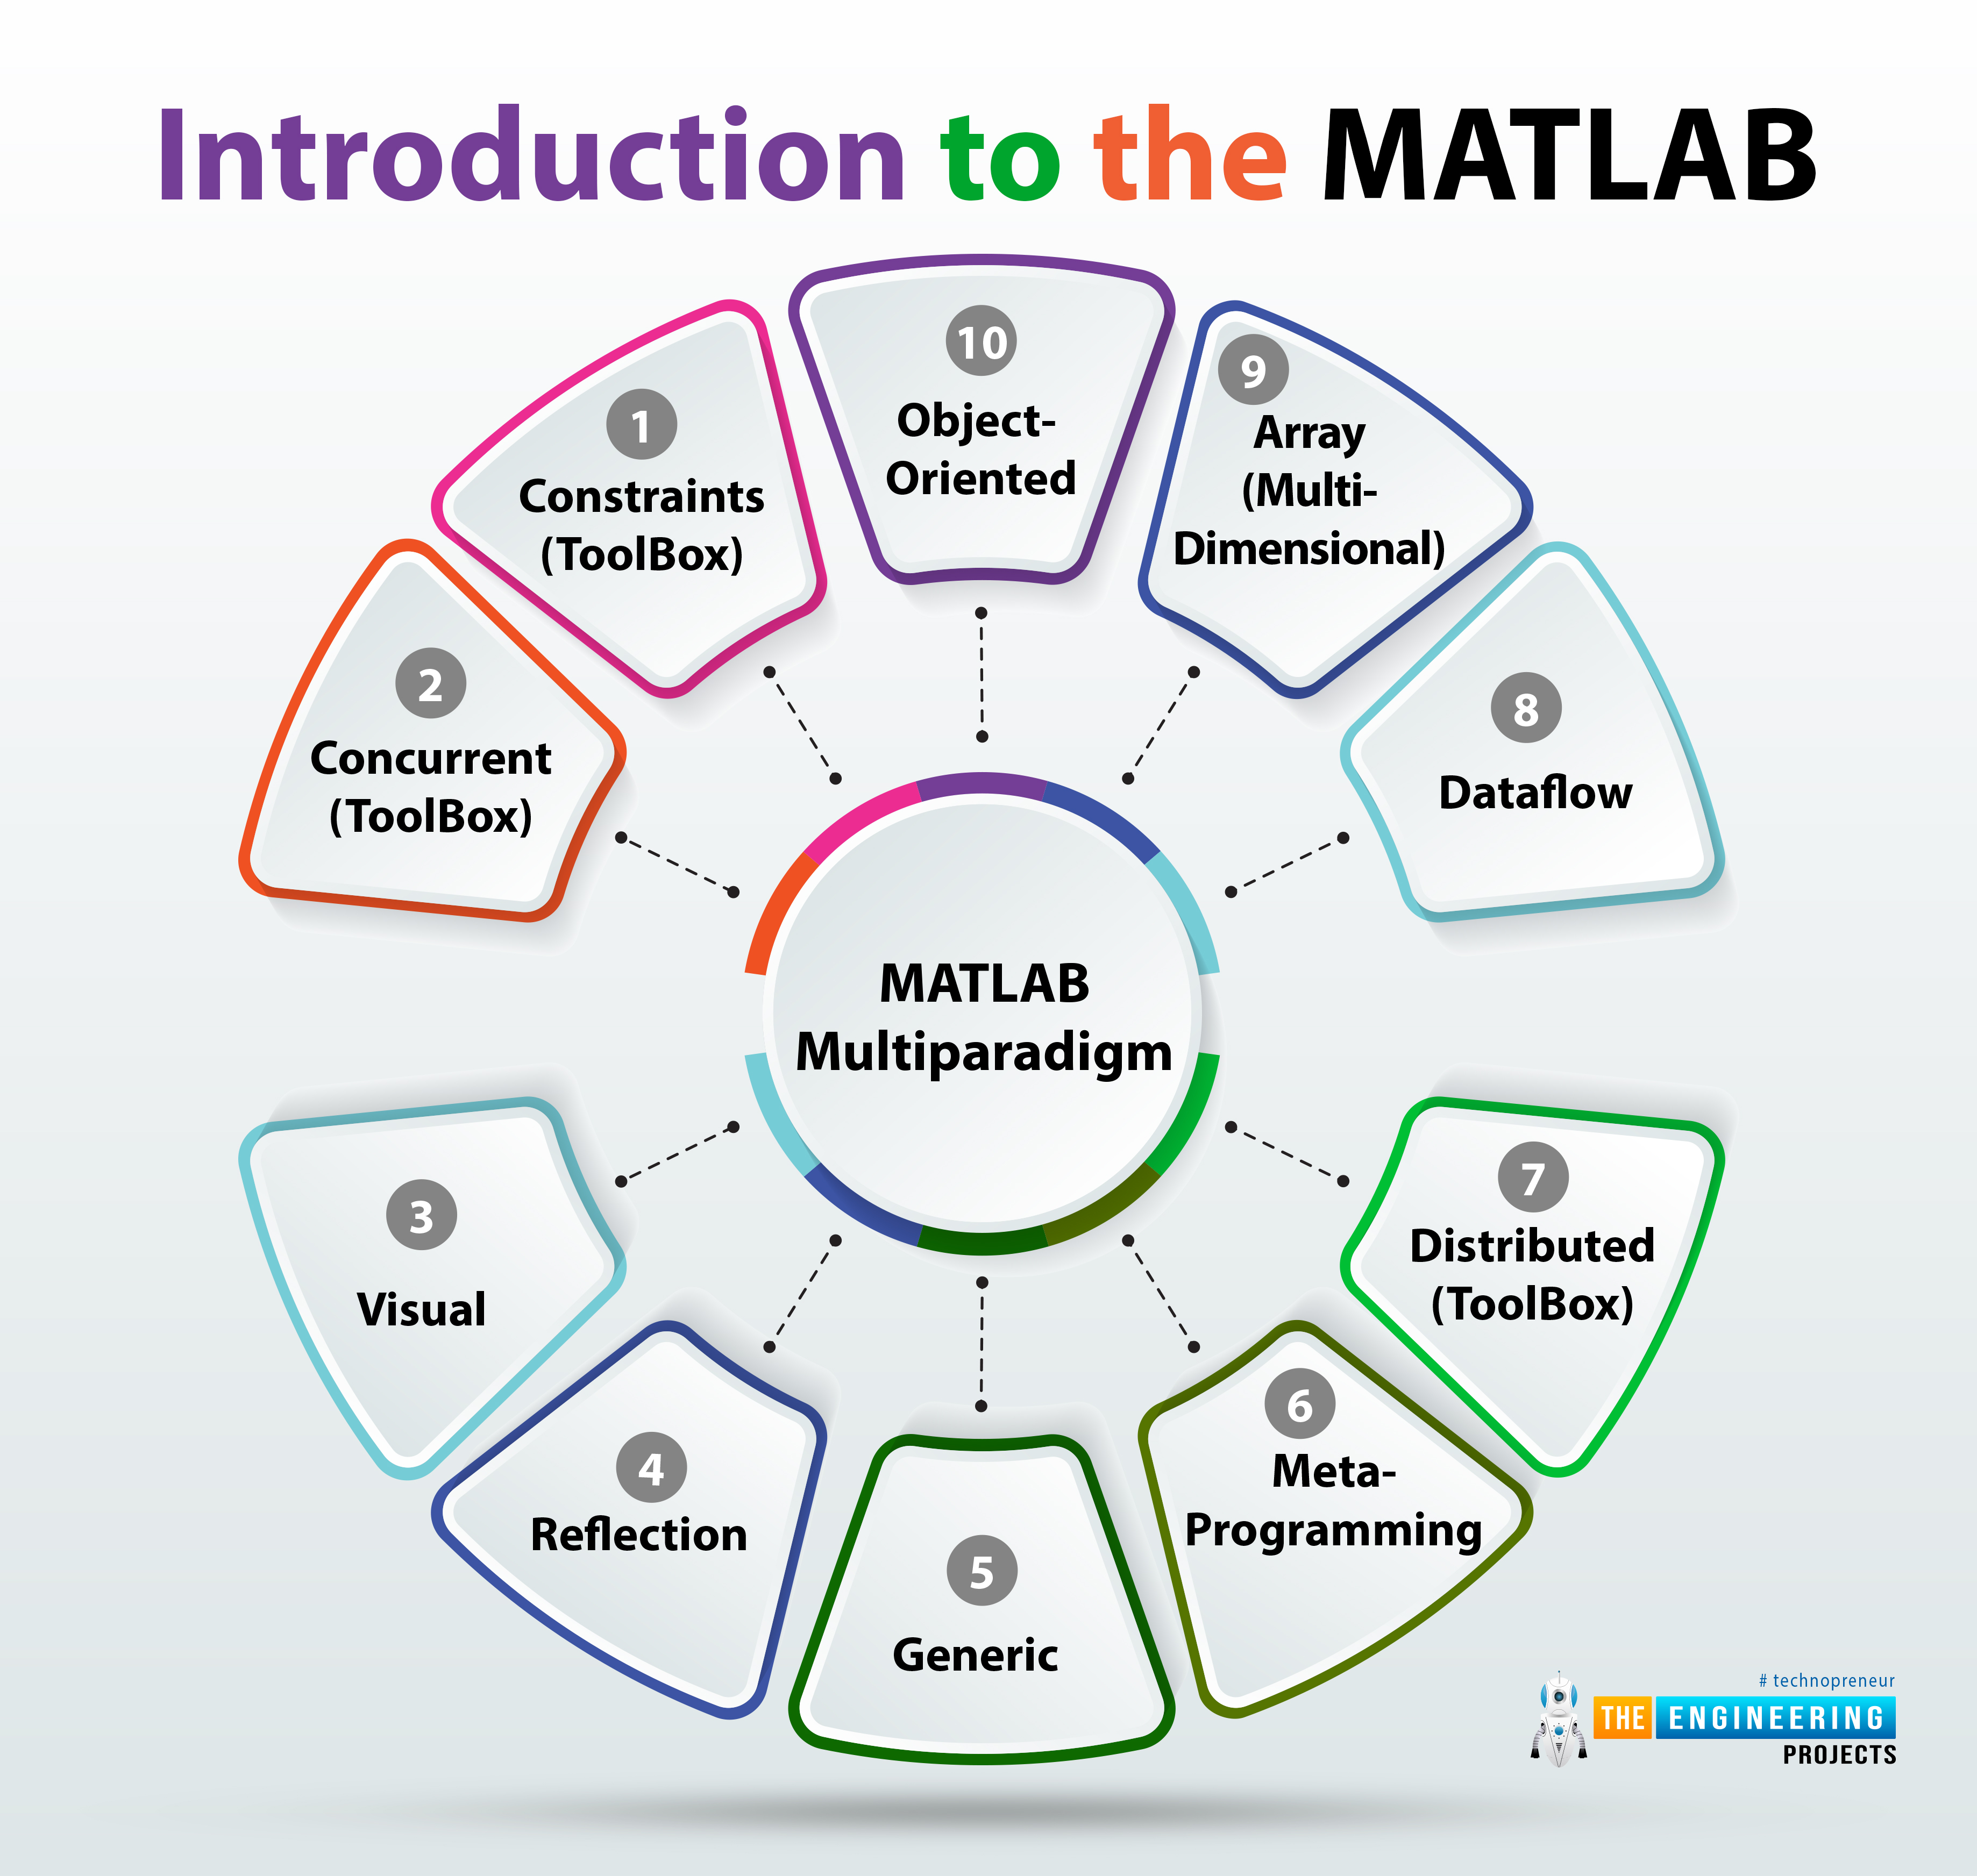 Introduction to the MATLAB
10
Object-
Oriented
9
Array
(Multi-
Dimensional)
1
Constraints
(ToolBox)
2
Concurrent
(ToolBox)
8
Dataflow
MATLAB
Multiparadigm
3
Visual
7
Distributed
(ToolBox)
4
Reflection
6
Meta-
Programming
5
Generic
# technopreneur
THE ENGINEERING
PROJECTS